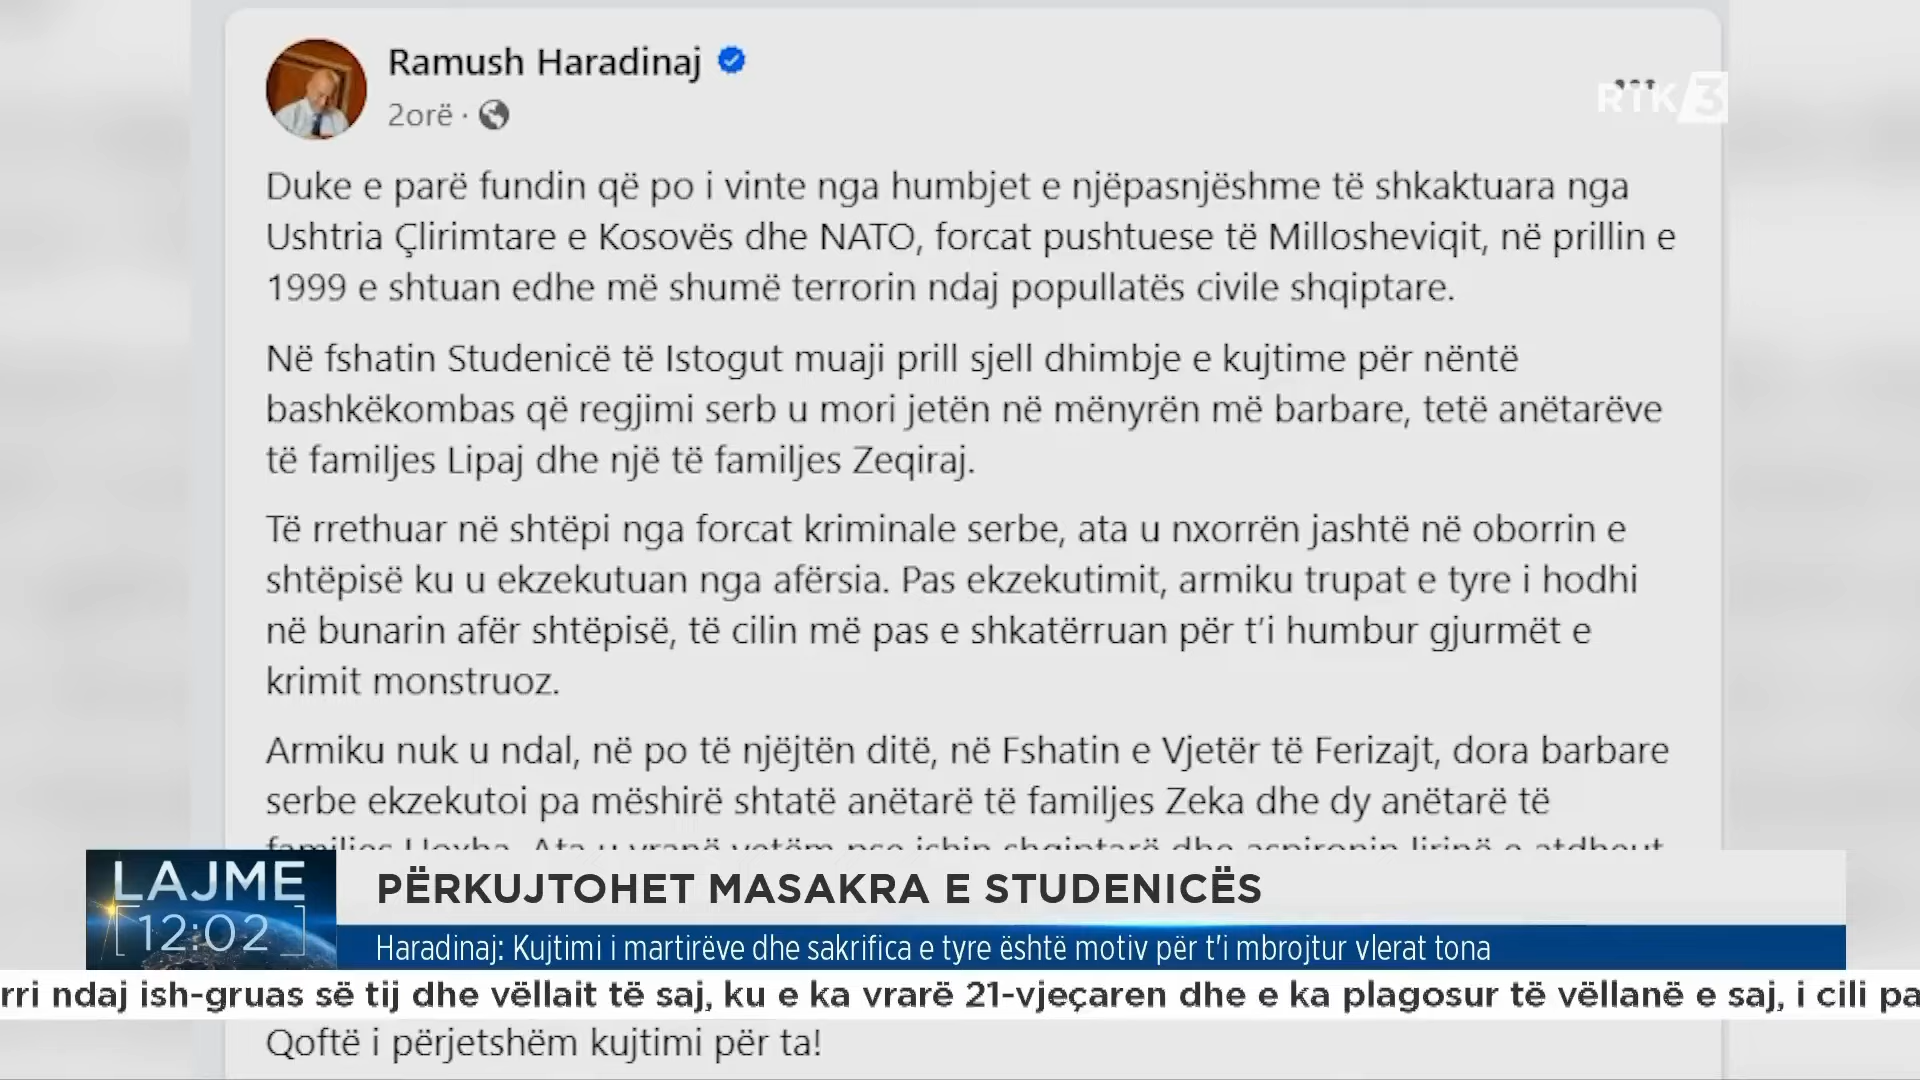 Ramush Haradinaj
2orë ·
RTK 3
Duke e parë fundin që po i vinte nga humbjet e njëpasnjëshme të shkaktuara nga
Ushtria Çlirimtare e Kosovës dhe NATO, forcat pushtuese të Millosheviqit, në prillin e
1999 e shtuan edhe më shumë terrorin ndaj popullatës civile shqiptare.
Në fshatin Studenicë të Istogut muaji prill sjell dhimbje e kujtime për nëntë
bashkëkombas që regjimi serb u mori jetën në mënyrën më barbare, tetë anëtarëve
të familjes Lipaj dhe një të familjes Zeqiraj.
Të rrethuar në shtëpi nga forcat kriminale serbe, ata u nxorrën jashtë në oborrin e
shtëpisë ku u ekzekutuan nga afërsia. Pas ekzekutimit, armiku trupat e tyre i hodhi
në bunarin afër shtëpisë, të cilin më pas e shkatërruan për t'i humbur gjurmët e
krimit monstruoz.
Armiku nuk u ndal, në po të njëjtën ditë, në Fshatin e Vjetër të Ferizajt, dora barbare
serbe ekzekutoi pa mëshirë shtatë anëtarë të familjes Zeka dhe dy anëtarë të
familjes Hoxha. Ata u vranë vetëm pse ishin shqiptarë dhe aspironin lirinë e atdheut
LAJME
12:02
PËRKUJTOHET MASAKRA E STUDENICËS
Haradinaj: Kujtimi i martirëve dhe sakrifica e tyre është motiv për t'i mbrojtur vlerat tona
rri ndaj ish-gruas së tij dhe vëllait të saj, ku e ka vrarë 21-vjeçaren dhe e ka plagosur të vëllanë e saj, i cili pa
Qoftë i përjetshëm kujtimi për ta!